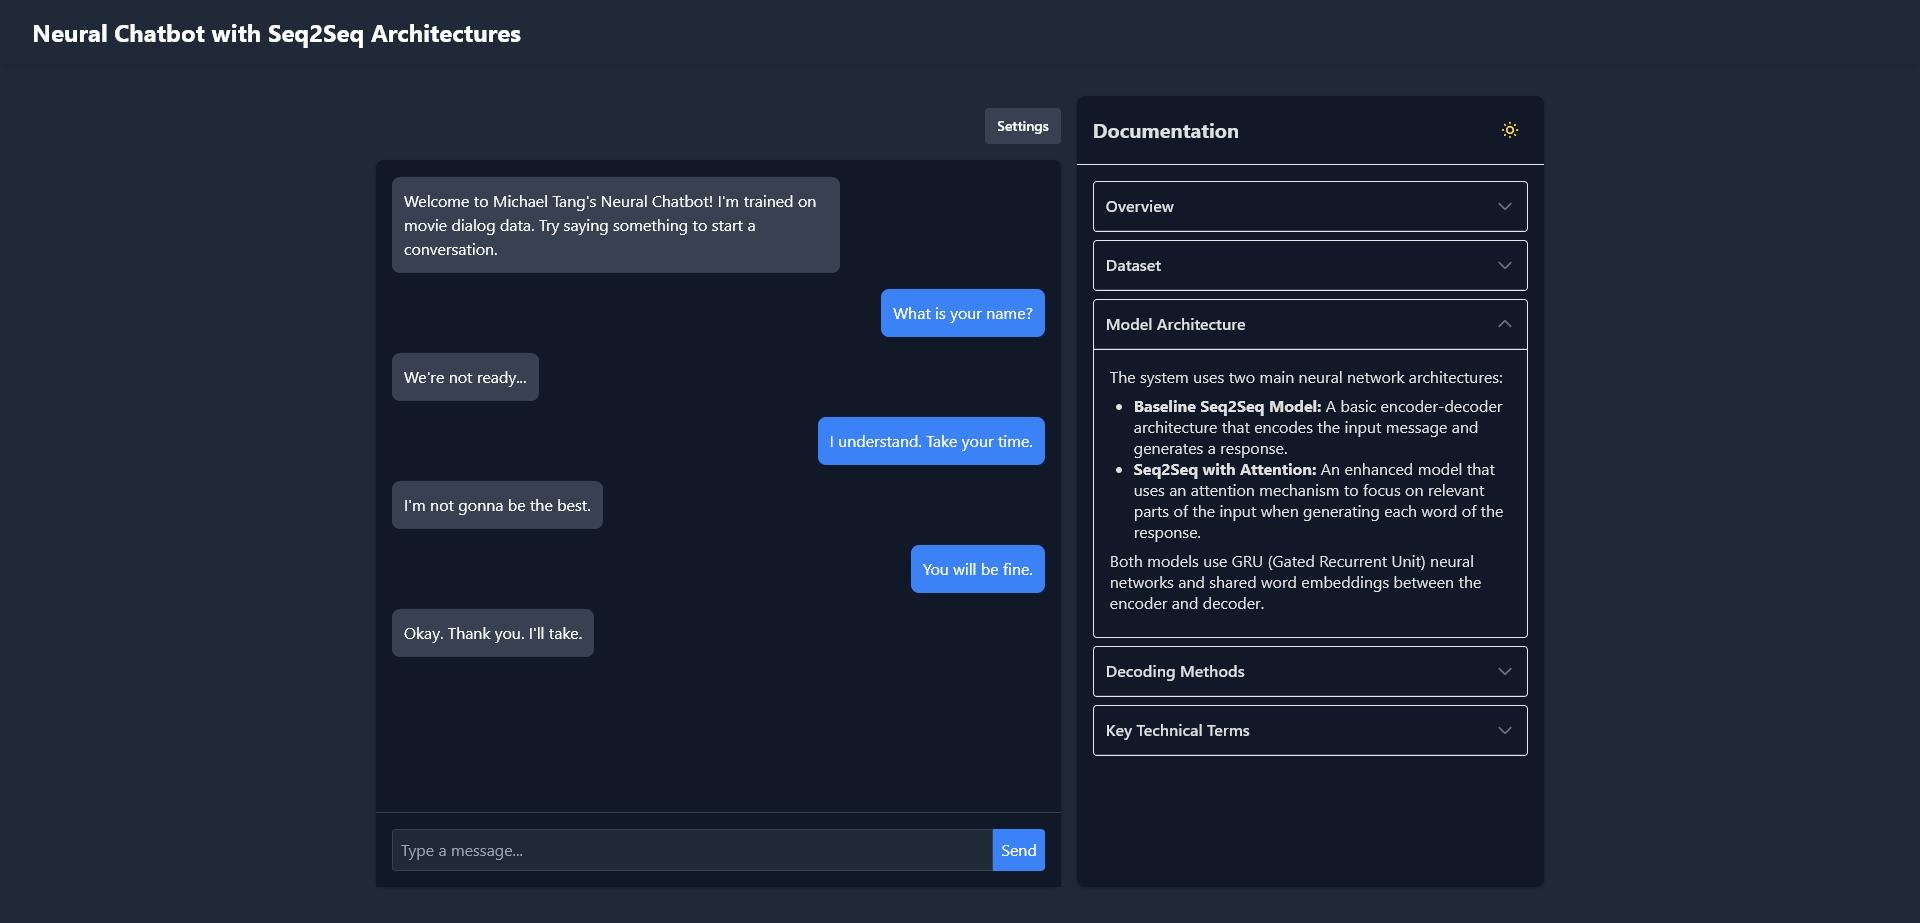 Neural Chatbot with Seq2Seq Architectures
Settings
Welcome to Michael Tang's Neural Chatbot! I'm trained on
movie dialog data. Try saying something to start a
conversation.
What is your name?
We're not ready...
I understand. Take your time.
I'm not gonna be the best.
You will be fine.
Okay. Thank you. I'll take.
Type a message...
Send
Documentation
Overview
Dataset
Model Architecture
The system uses two main neural network architectures:
• Baseline Seq2Seq Model: A basic encoder-decoder
architecture that encodes the input message and
generates a response.
• Seq2Seq with Attention: An enhanced model that
uses an attention mechanism to focus on relevant
parts of the input when generating each word of the
response.
Both models use GRU (Gated Recurrent Unit) neural
networks and shared word embeddings between the
encoder and decoder.
Decoding Methods
Key Technical Terms